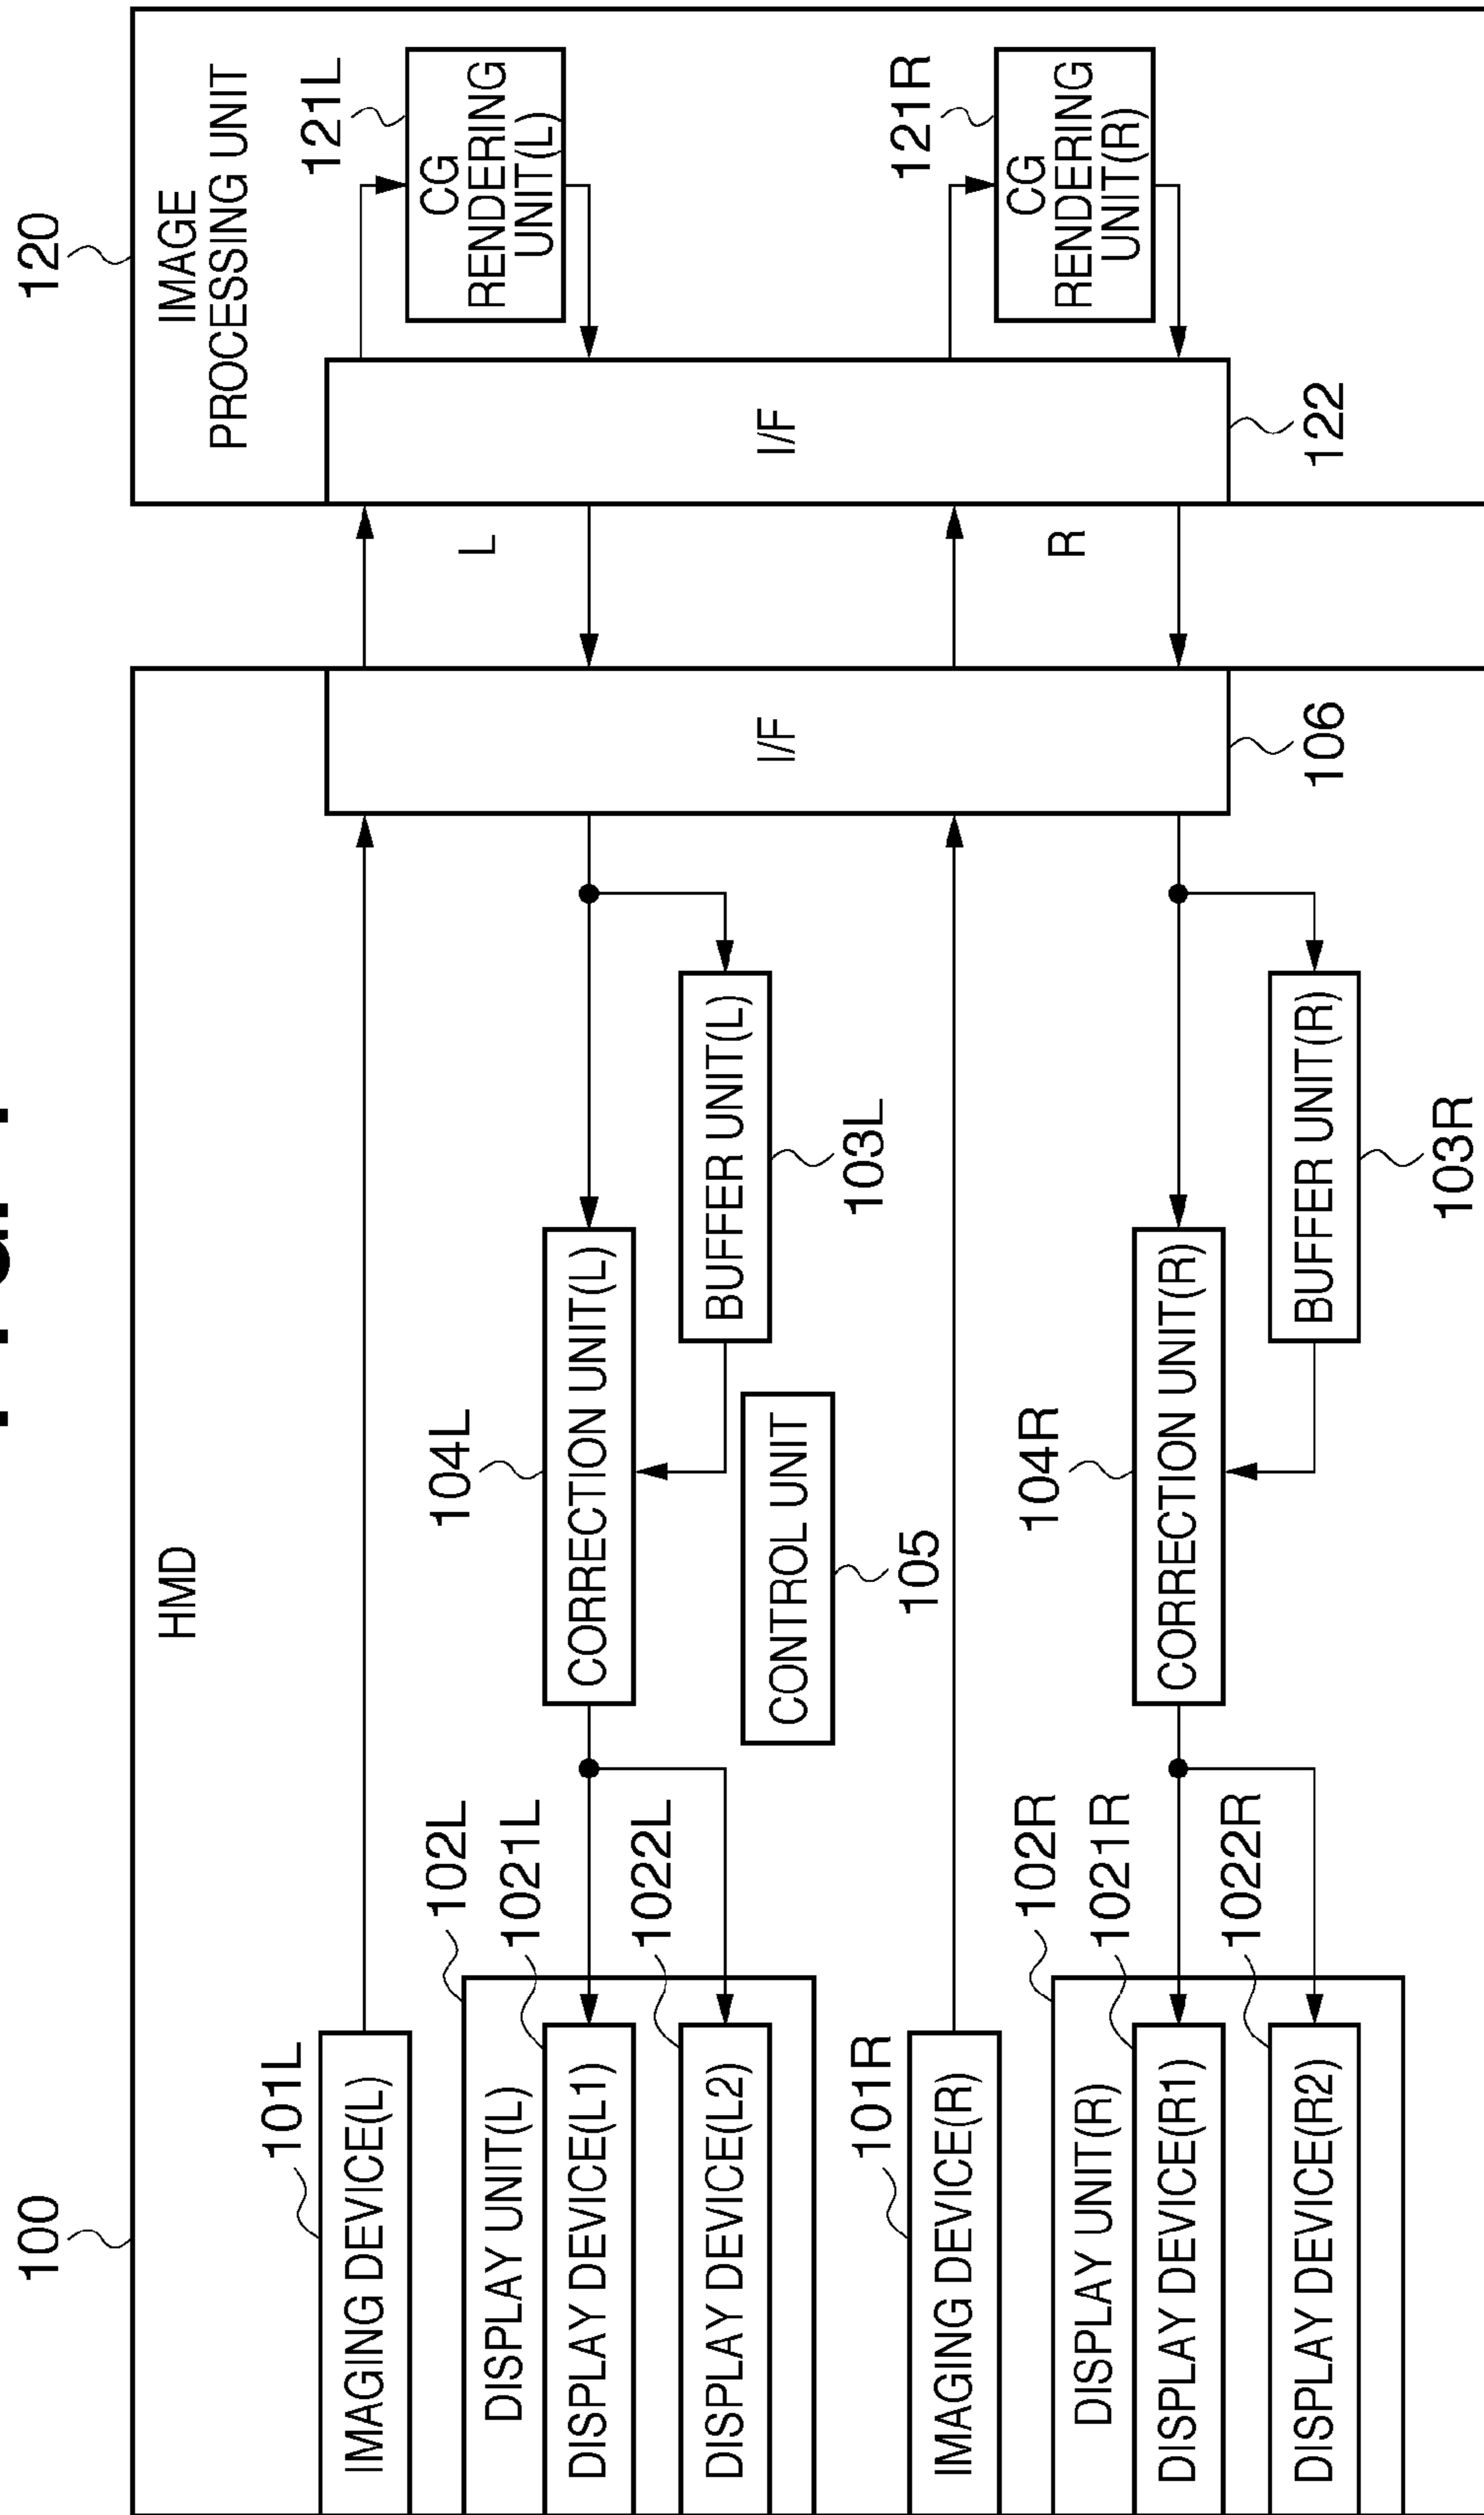 100
120
HMD
IMAGE
PROCESSING UNIT
101L
IMAGING DEVICE(L)
102L
DISPLAY UNIT(L)
1021L
DISPLAY DEVICE(L1)
1022L
DISPLAY DEVICE(L2)
104L
CORRECTION UNIT(L)
BUFFER UNIT(L)
103L
CONTROL UNIT
105
I/F
106
L
R
I/F
122
121L
CG
RENDERING
UNIT(L)
121R
CG
RENDERING
UNIT(R)
101R
IMAGING DEVICE(R)
102R
DISPLAY UNIT(R)
1021R
DISPLAY DEVICE(R1)
1022R
DISPLAY DEVICE(R2)
104R
CORRECTION UNIT(R)
BUFFER UNIT(R)
103R